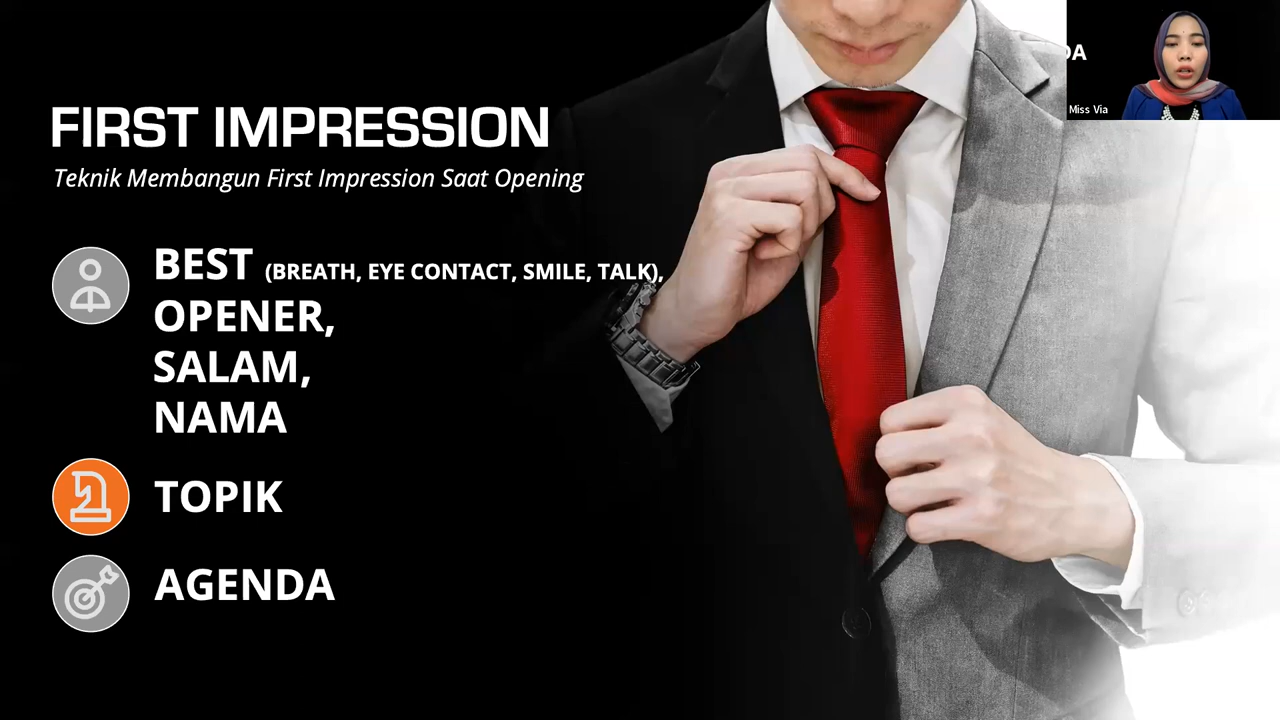 FIRST IMPRESSION
Teknik Membangun First Impression Saat Opening
BEST (BREATH, EYE CONTACT, SMILE, TALK),
OPENER,
SALAM,
NAMA
TOPIK
AGENDA
DA
Miss Via